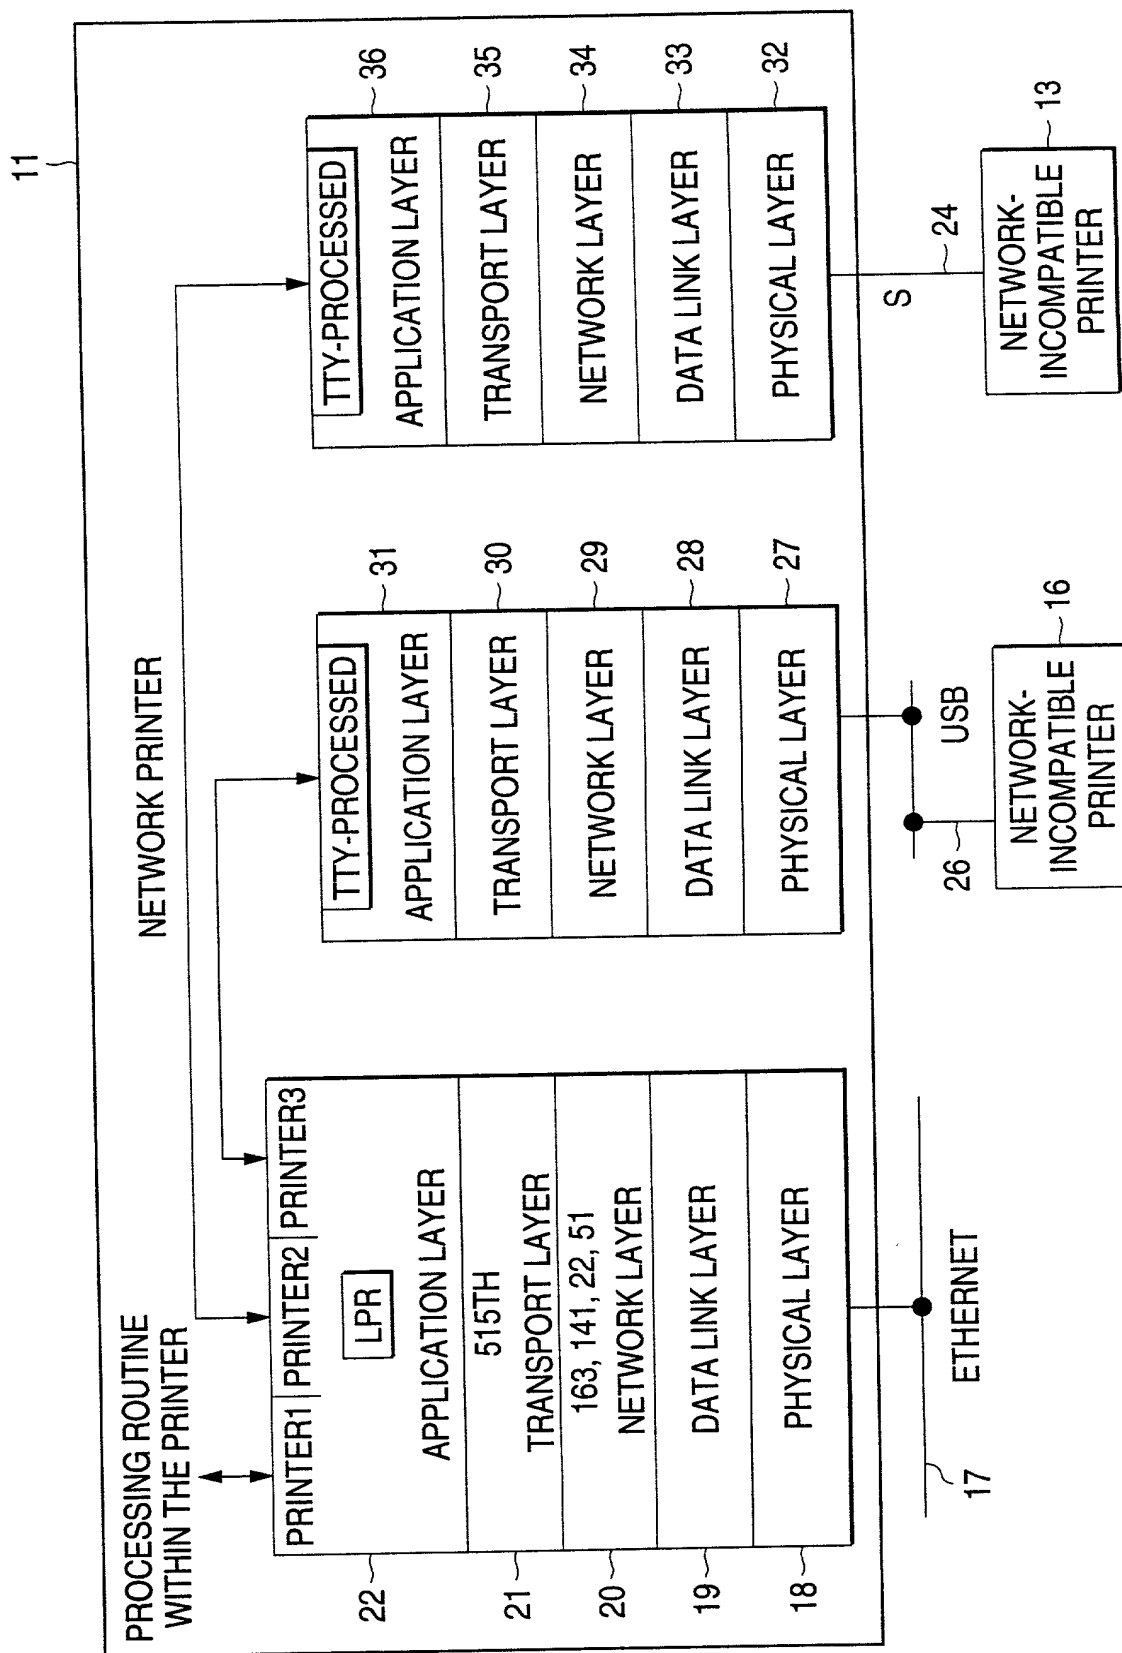 11
NETWORK PRINTER
PROCESSING ROUTINE
WITHIN THE PRINTER
PRINTER1
PRINTER2
PRINTER3
LPR
APPLICATION LAYER
22
515TH
TRANSPORT LAYER
21
163, 141, 22, 51
NETWORK LAYER
20
DATA LINK LAYER
19
PHYSICAL LAYER
18
17
ETHERNET
TTY-PROCESSED
APPLICATION LAYER
31
TRANSPORT LAYER
30
NETWORK LAYER
29
DATA LINK LAYER
28
PHYSICAL LAYER
27
USB
26
NETWORK-
INCOMPATIBLE
PRINTER
16
TTY-PROCESSED
APPLICATION LAYER
36
TRANSPORT LAYER
35
NETWORK LAYER
34
DATA LINK LAYER
33
PHYSICAL LAYER
32
S
24
NETWORK-
INCOMPATIBLE
PRINTER
13